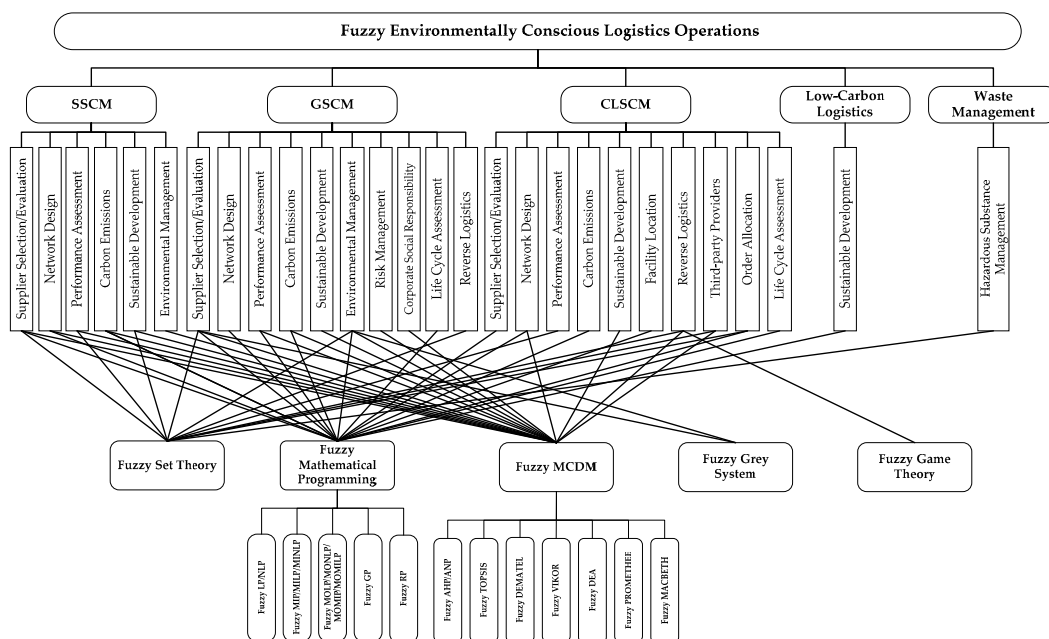 Fuzzy Environmentally Conscious Logistics Operations
SSCM
GSCM
CLSCM
Low-Carbon
Logistics
Waste
Management
Supplier Selection/Evaluation
Network Design
Performance Assessment
Carbon Emissions
Sustainable Development
Environmental Management
Supplier Selection/Evaluation
Network Design
Performance Assessment
Carbon Emissions
Sustainable Development
Environmental Management
Risk Management
Corporate Social Responsibility
Life Cycle Assessment
Reverse Logistics
Supplier Selection/Evaluation
Network Design
Performance Assessment
Carbon Emissions
Sustainable Development
Facility Location
Reverse Logistics
Third-party Providers
Order Allocation
Life Cycle Assessment
Sustainable Development
Hazardous Substance
Management
Fuzzy Set Theory
Fuzzy
Mathematical
Programming
Fuzzy MCDM
Fuzzy Grey
System
Fuzzy Game
Theory
Fuzzy LP/NLP
Fuzzy MIP/MILP/MINLP
Fuzzy MOLP/MONLP/
MOMIP/MOMILP
Fuzzy GP
Fuzzy RP
Fuzzy AHP/ANP
Fuzzy TOPSIS
Fuzzy DEMATEL
Fuzzy VIKOR
Fuzzy DEA
Fuzzy PROMETHEE
Fuzzy MACBETH